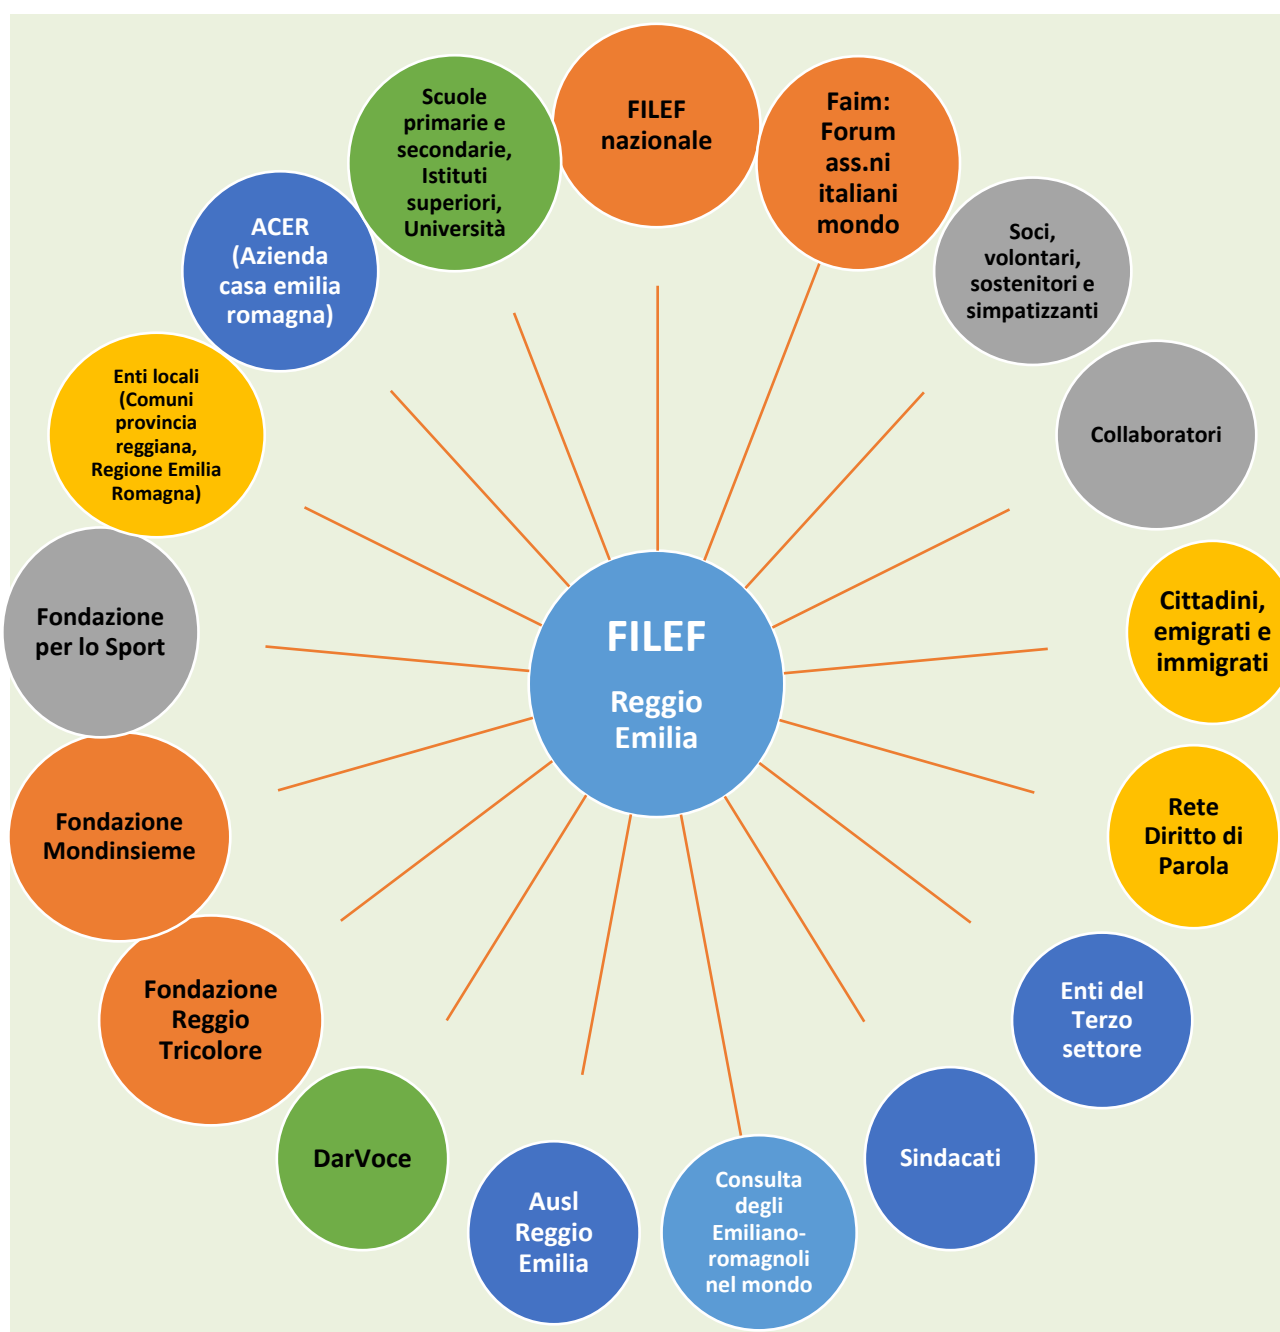 FILEF
nazionale
Faim:
Forum
ass.ni
italiani
mondo
Soci,
volontari,
sostenitori e
simpatizzanti
Collaboratori
Cittadini,
emigrati e
immigrati
Rete
Diritto di
Parola
Enti del
Terzo
settore
Sindacati
Consulta
degli
Emiliano-
romagnoli
nel mondo
Ausl
Reggio
Emilia
DarVoce
Fondazione
Reggio
Tricolore
Fondazione
Mondinsieme
Fondazione
per lo Sport
Enti locali
(Comuni
provincia
reggiana,
Regione Emilia
Romagna)
ACER
(Azienda
casa emilia
romagna)
Scuole
primarie e
secondarie,
Istituti
superiori,
Università
FILEF
Reggio
Emilia